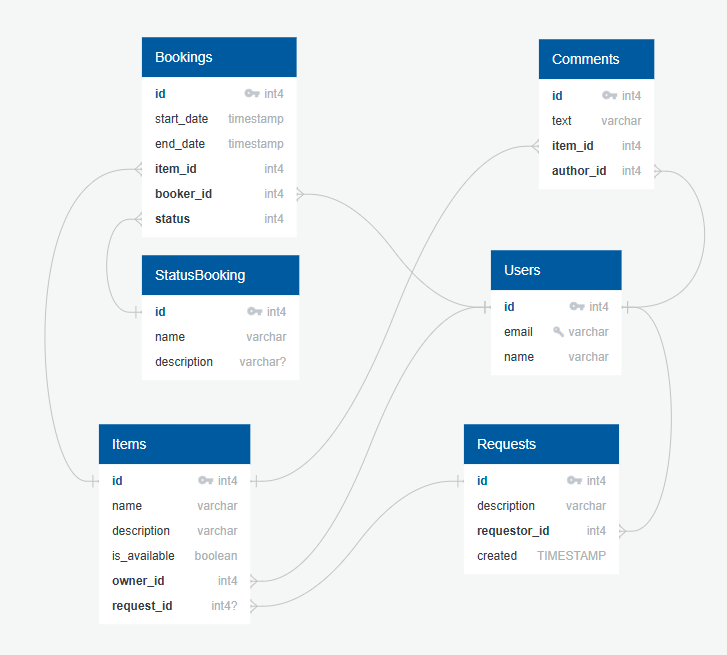 Bookings
id int4
start_date timestamp
end_date timestamp
item_id int4
booker_id int4
status int4
Comments
id int4
text varchar
item_id int4
author_id int4
StatusBooking
id int4
name varchar
description varchar?
Users
id int4
email varchar
name varchar
Items
id int4
name varchar
description varchar
is_available boolean
owner_id int4
request_id int4?
Requests
id int4
description varchar
requestor_id int4
created TIMESTAMP